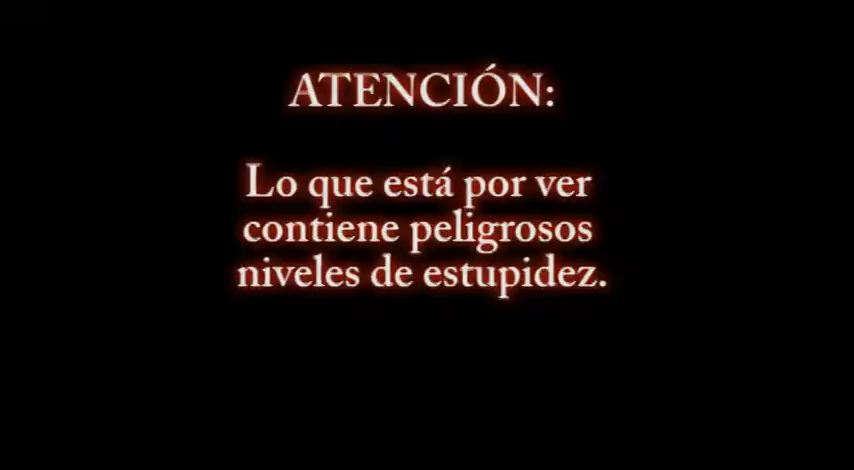 ATENCIÓN:
Lo que está por ver
contiene peligrosos
niveles de estupidez.